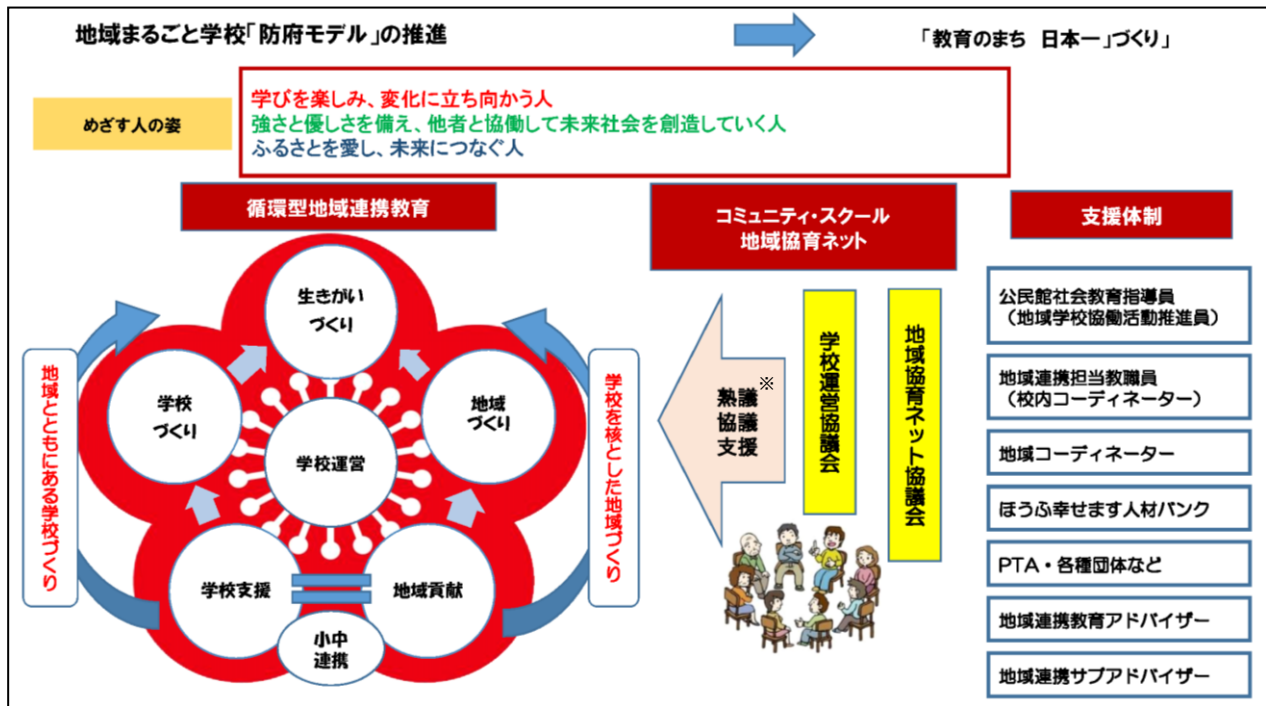 地域まるごと学校「防府モデル」の推進
「教育のまち 日本一」づくり」
めざす人の姿
学びを楽しみ、変化に立ち向かう人
強さと優しさを備え、他者と協働して未来社会を創造していく人
ふるさとを愛し、未来につなぐ人
循環型地域連携教育
生きがい
づくり
学校
づくり
地域
づくり
学校運営
学校支援
地域貢献
小中
連携
地域とともにある学校づくり
学校を核とした地域づくり
コミュニティ・スクール
地域協育ネット
熟議※
協議
支援
学校運営協議会
地域協育ネット協議会
支援体制
公民館社会教育指導員
（地域学校協働活動推進員）
地域連携担当教職員
（校内コーディネーター）
地域コーディネーター
ほうふ幸せます人材バンク
PTA・各種団体など
地域連携教育アドバイザー
地域連携サブアドバイザー